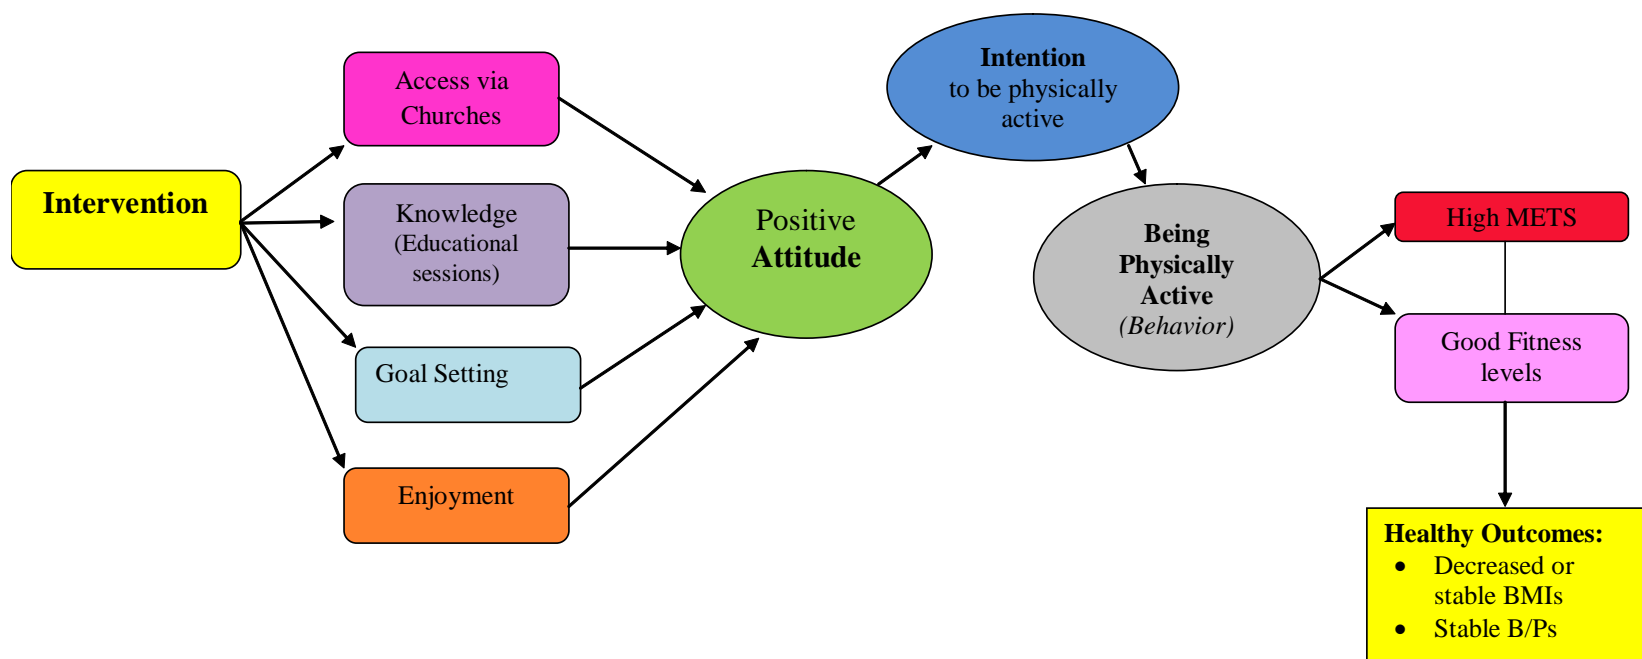 Intervention
Access via
Churches
Knowledge
(Educational
sessions)
Goal Setting
Enjoyment
Positive
Attitude
Intention
to be physically
active
Being
Physically
Active
(Behavior)
High METS
Good Fitness
levels
Healthy Outcomes:
• Decreased or
stable BMIs
• Stable B/Ps